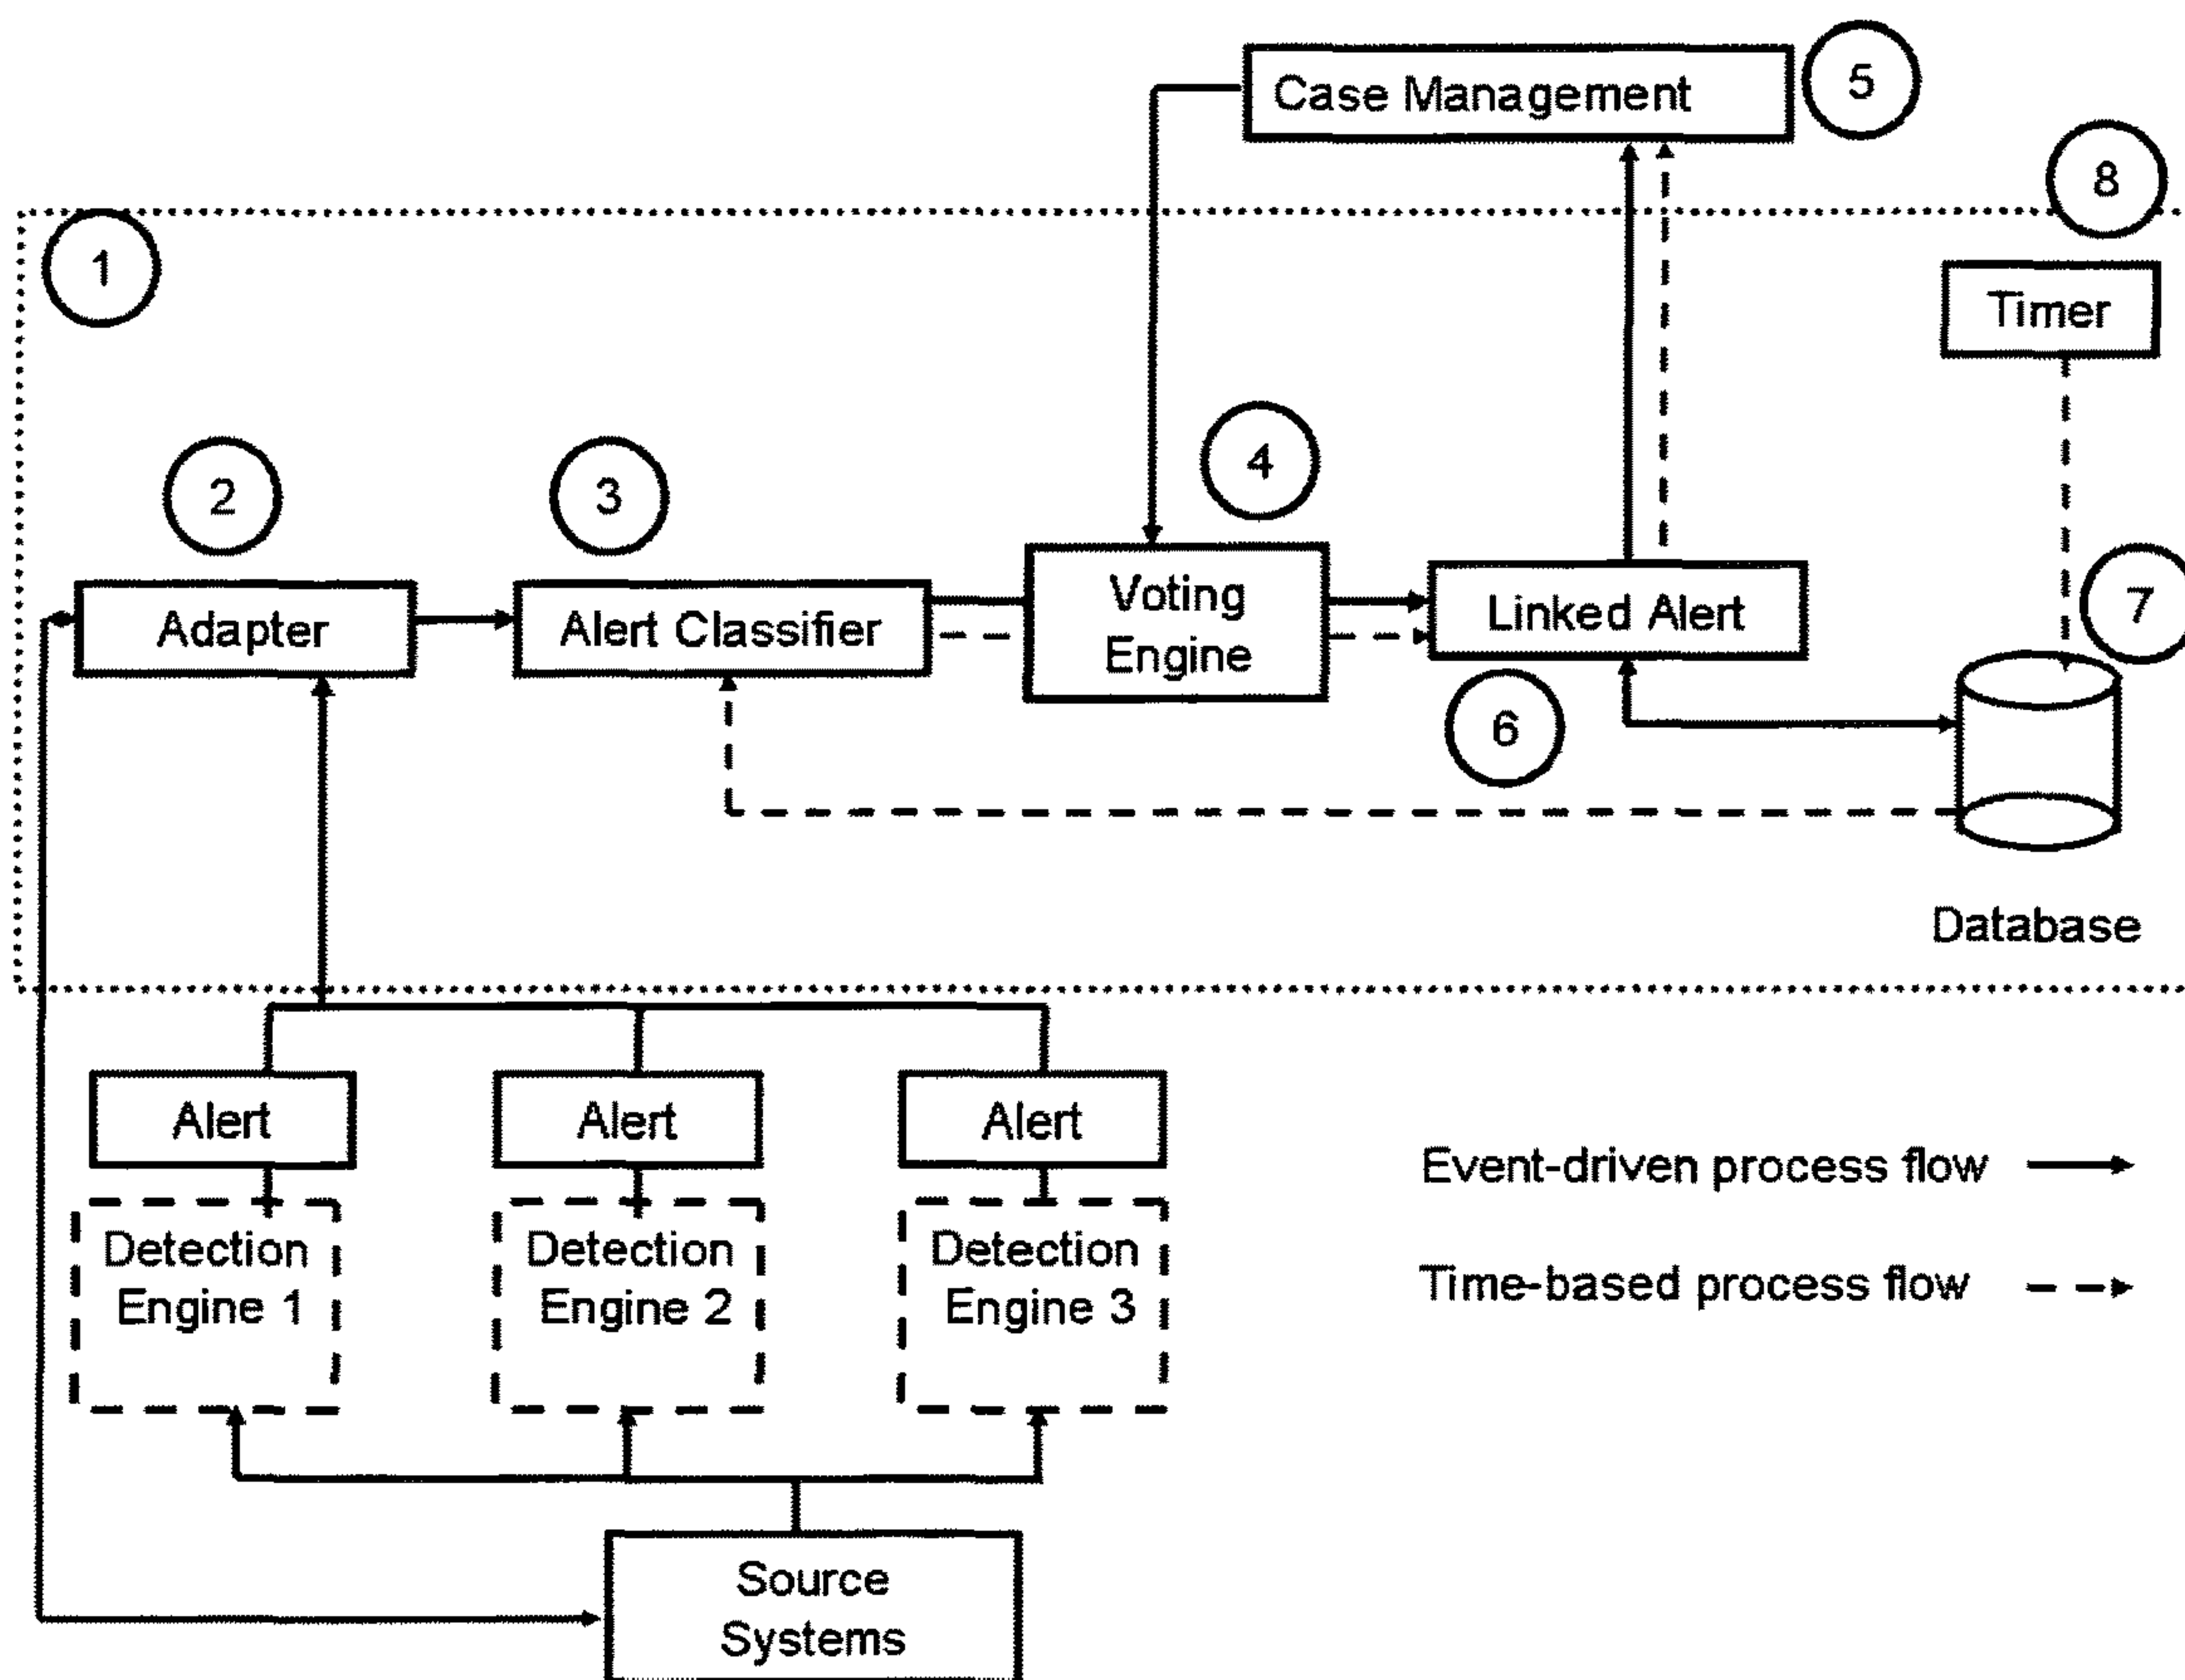 Case Management
5
8
1
Timer
2
3
4
7
Adapter
Alert Classifier
Voting
Engine
Linked Alert
6
Database
Alert
Alert
Alert
Event-driven process flow
Detection
Engine 1
Detection
Engine 2
Detection
Engine 3
Time-based process flow
Source
Systems